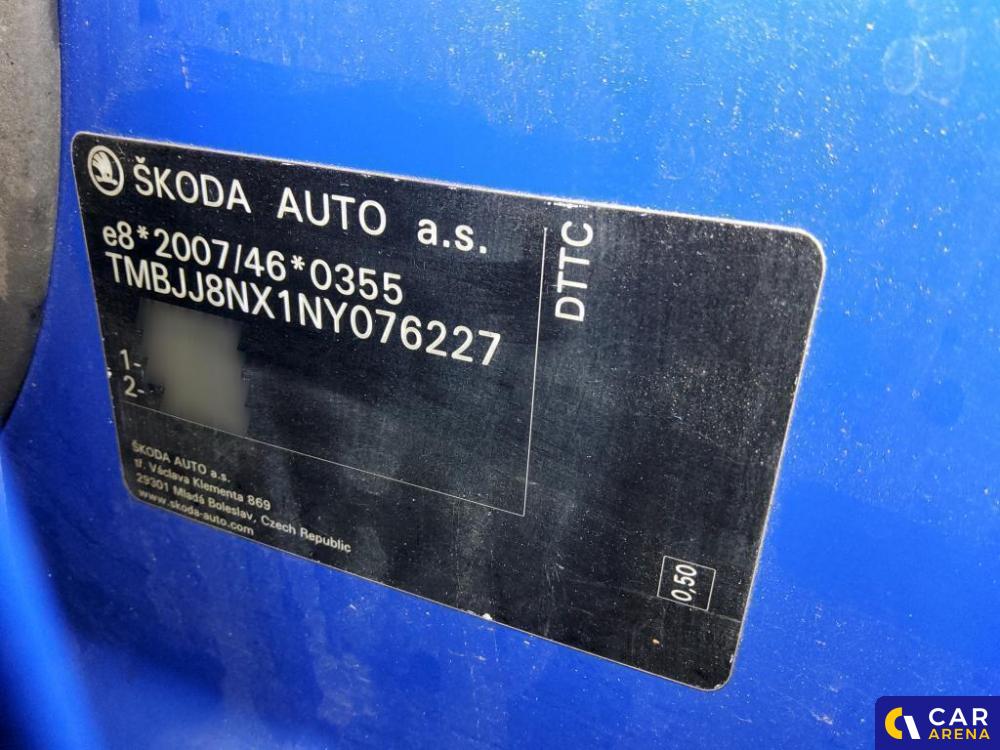 ŠKODA AUTO a.s.
e8*2007/46*0355
TMBJJ8NX1NY076227
1-
2-
DTTC
ŠKODA AUTO a.s.
tř. Václava Klementa 869
29301 Mladá Boleslav, Czech Republic
www.skoda-auto.com
0,50
CAR
ARENA